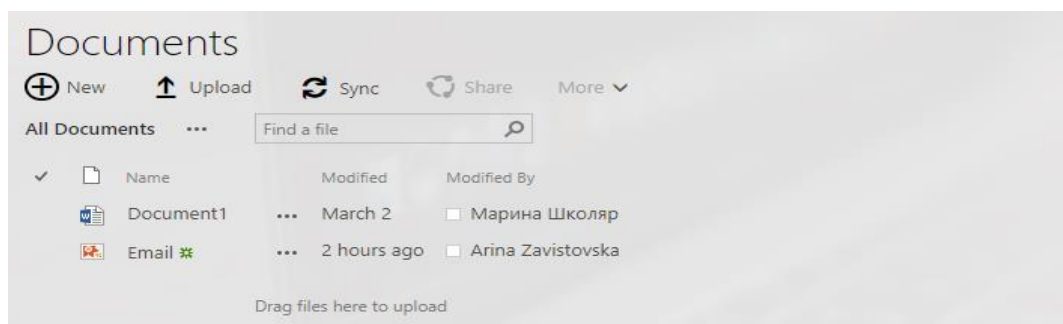 Documents
New Upload Sync Share More
All Documents ... Find a file
Name Modified Modified By
Document1 ... March 2 Марина Школяр
Email ... 2 hours ago Arina Zavistovska
Drag files here to upload